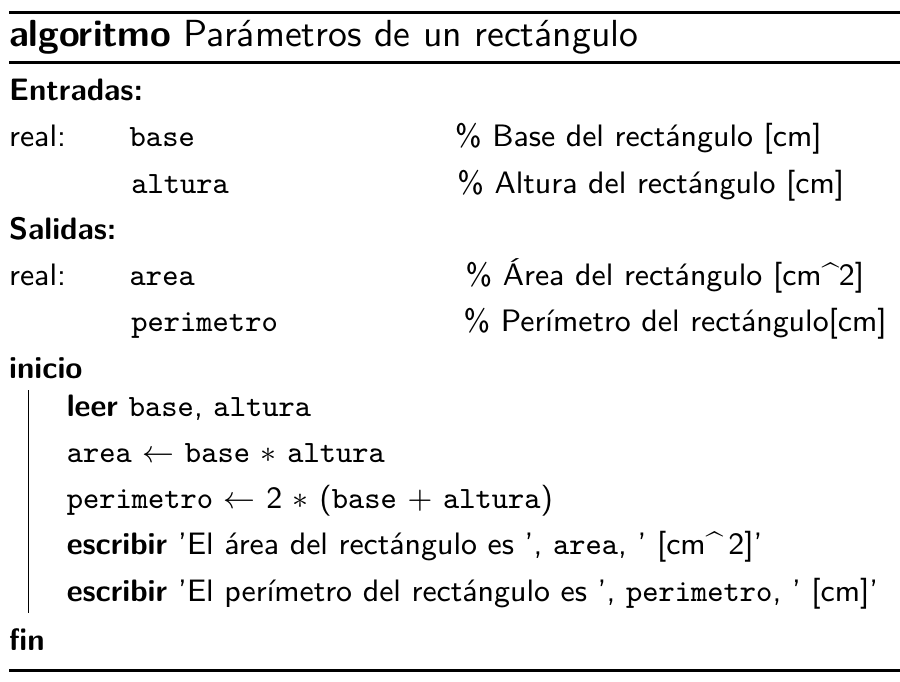 algoritmo Parámetros de un rectángulo
Entradas:
real: base % Base del rectángulo [cm]
altura % Altura del rectángulo [cm]
Salidas:
real: area % Área del rectángulo [cm^2]
perimetro % Perímetro del rectángulo[cm]
inicio
leer base, altura
area ← base * altura
perimetro ← 2 * (base + altura)
escribir ’El área del rectángulo es ’, area, ’ [cm^2]’
escribir ’El perímetro del rectángulo es ’, perimetro, ’ [cm]’
fin